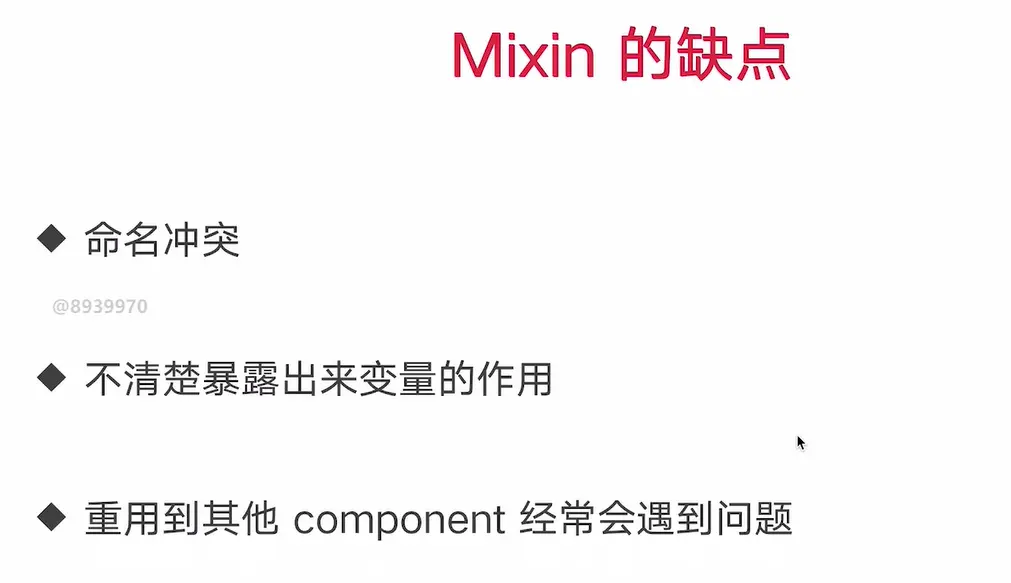 Mixin 的缺点
◆ 命名冲突
@8939970
◆ 不清楚暴露出来变量的作用
◆ 重用到其他 component 经常会遇到问题